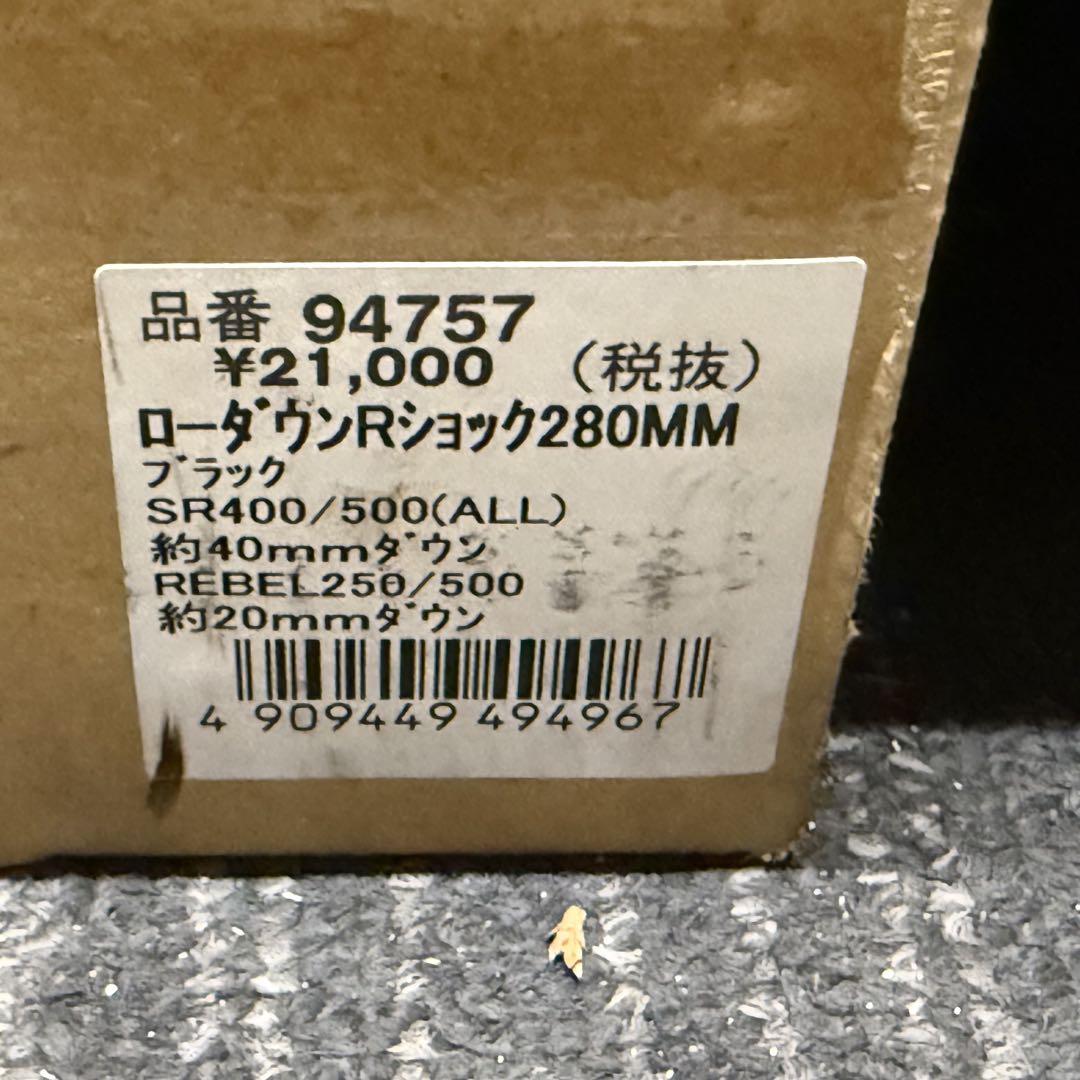 品番 94757
¥21,000 （税抜）
ローダウンRショック280MM
ブラック
SR400/500(ALL)
約40mmダウン
REBEL250/500
約20mmダウン
4 909449 494967